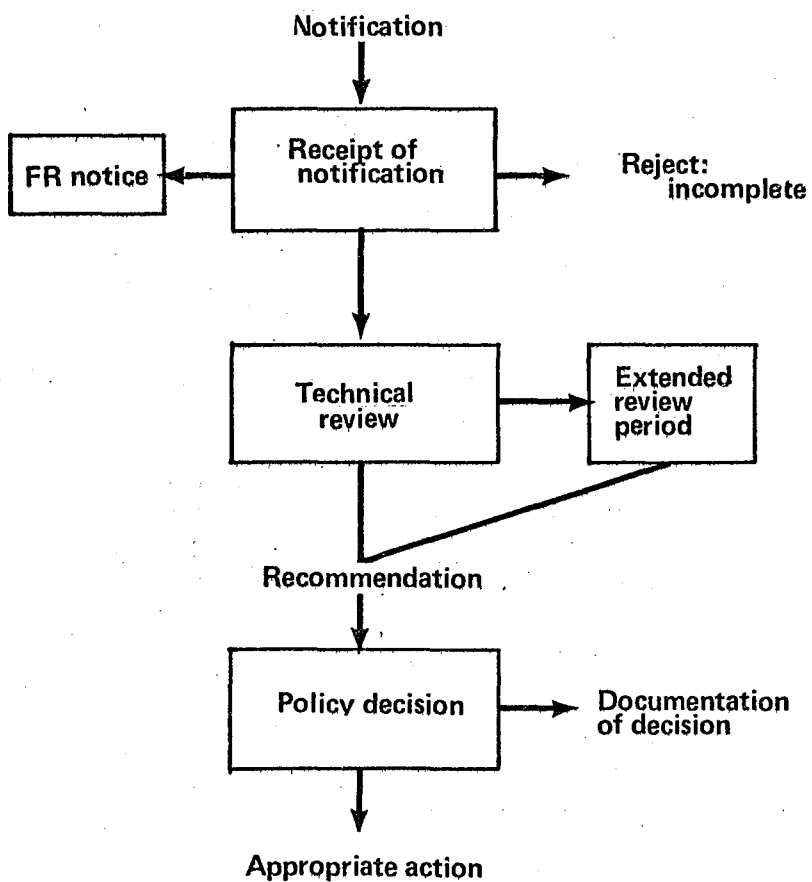 Notification
FR notice
Receipt of
notification
Reject:
incomplete
Technical
review
Extended
review
period
Recommendation
Policy decision
Documentation
of decision
Appropriate action